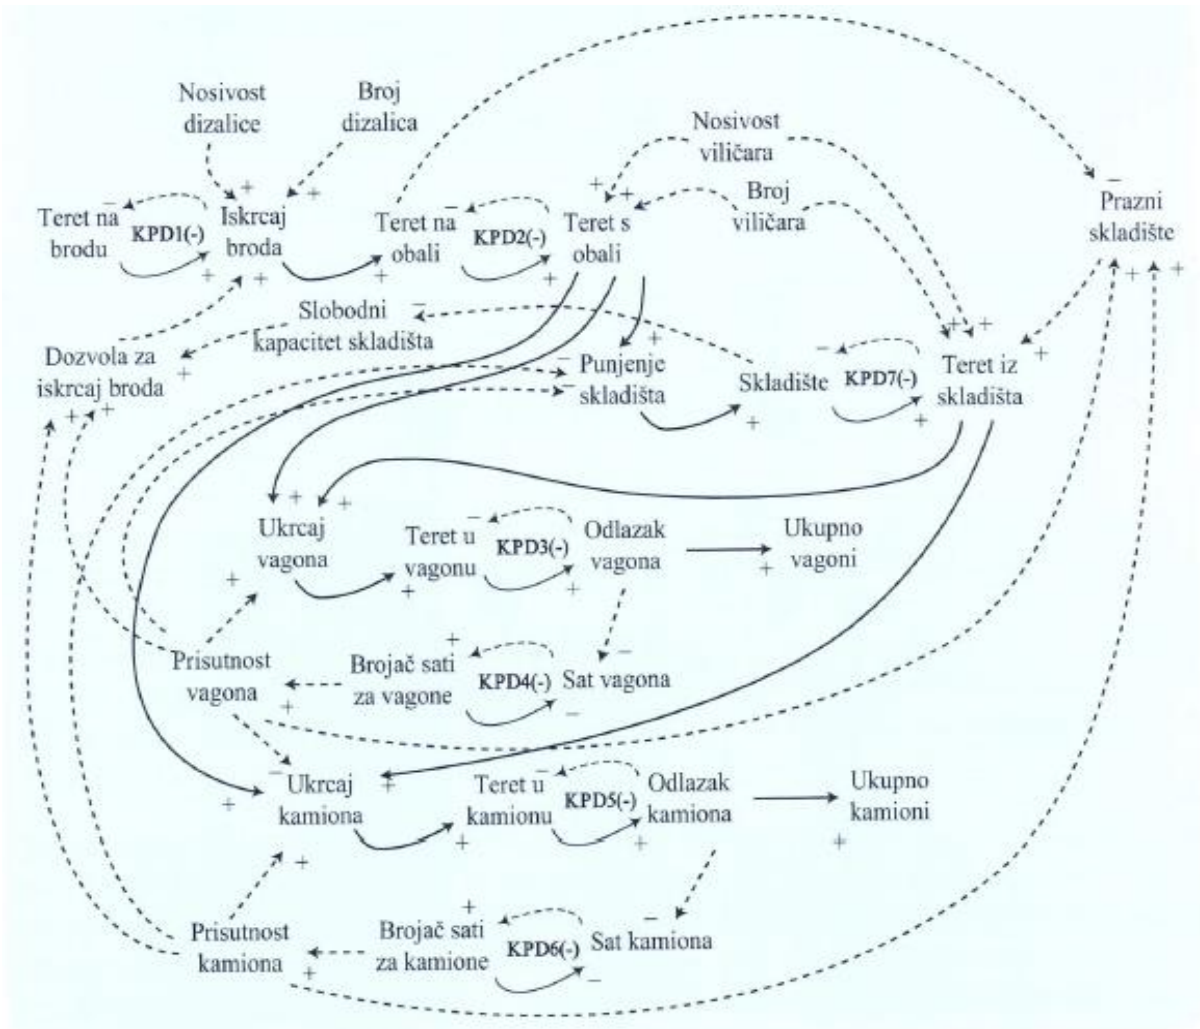 Nosivost
dizalice
Broj
dizalica
Nosivost
viličara
Broj
viličara
Prazni
skladište
Teret na
brodu
KPD1(-)
Iskrcaj
broda
Teret na
obali
KPD2(-)
Teret s
obali
Slobodni
kapacitet skladišta
Dozvola za
iskrcaj broda
Punjenje
skladišta
Skladište
KPD7(-)
Teret iz
skladišta
Ukrcaj
vagona
Teret u
vagonu
KPD3(-)
Odlazak
vagona
Ukupno
vagoni
Prisutnost
vagona
Brojač sati
za vagone
KPD4(-)
Sat vagona
Ukrcaj
kamiona
Teret u
kamionu
KPD5(-)
Odlazak
kamiona
Ukupno
kamioni
Prisutnost
kamiona
Brojač sati
za kamione
KPD6(-)
Sat kamiona